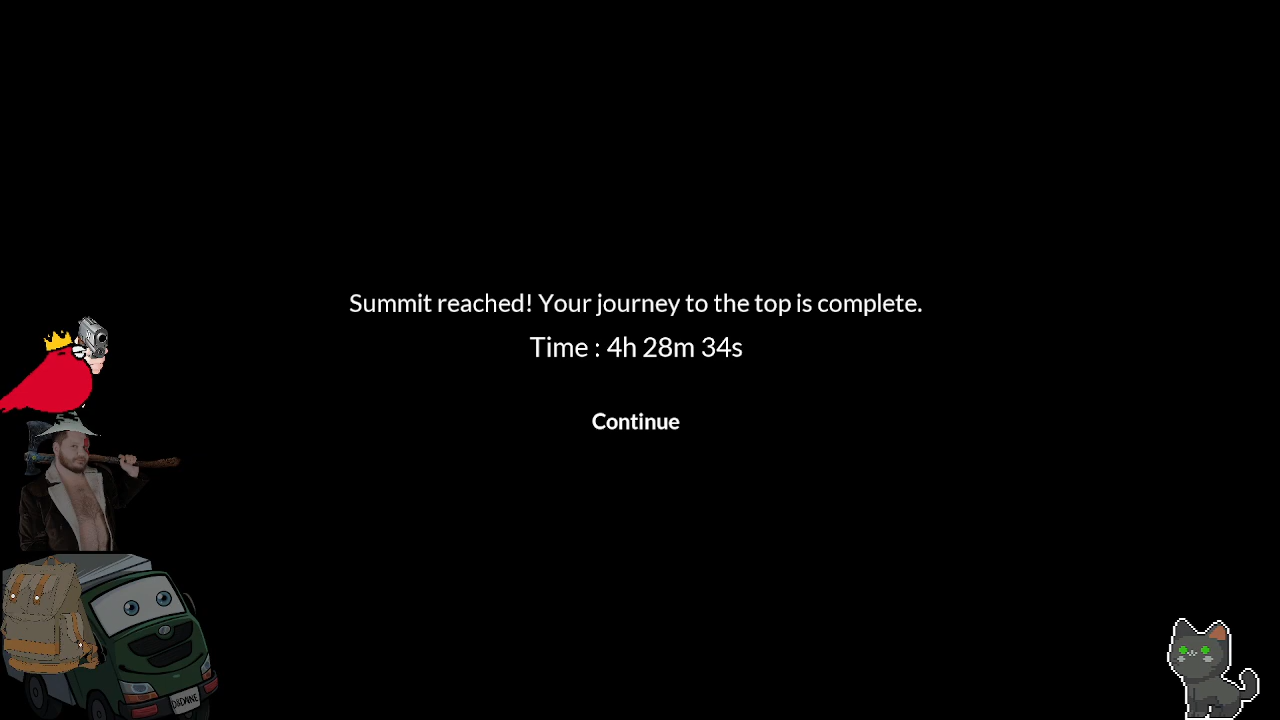 Summit reached! Your journey to the top is complete.
Time : 4h 28m 34s
Continue